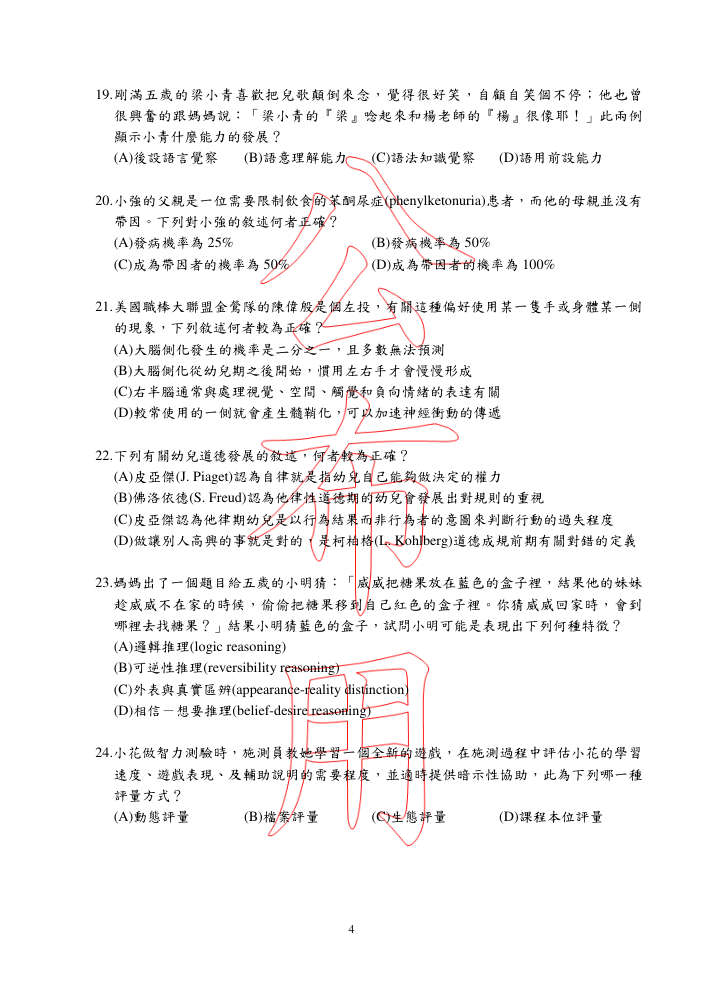 19.剛滿五歲的梁小青喜歡把兒歌顛倒來念，覺得很好笑，自顧自笑個不停；他也曾
很興奮的跟媽媽說：「梁小青的『梁』唸起來和楊老師的『楊』很像耶！」此兩例
顯示小青什麼能力的發展？
(A)後設語言覺察 (B)語意理解能力 (C)語法知識覺察 (D)語用前設能力
20.小強的父親是一位需要限制飲食的苯酮尿症(phenylketonuria)患者，而他的母親並沒有
帶因。下列對小強的敘述何者正確？
(A)發病機率為 25% (B)發病機率為 50%
(C)成為帶因者的機率為 50% (D)成為帶因者的機率為 100%
21.美國職棒大聯盟金鶯隊的陳偉殷是個左投，有關這種偏好使用某一隻手或身體某一側
的現象，下列敘述何者較為正確？
(A)大腦側化發生的機率是二分之一，且多數無法預測
(B)大腦側化從幼兒期之後開始，慣用左右手才會慢慢形成
(C)右半腦通常與處理視覺、空間、觸覺和負向情緒的表達有關
(D)較常使用的一側就會產生髓鞘化，可以加速神經衝動的傳遞
22.下列有關幼兒道德發展的敘述，何者較為正確？
(A)皮亞傑(J. Piaget)認為自律就是指幼兒自己能夠做決定的權力
(B)佛洛依德(S. Freud)認為他律性道德期的幼兒會發展出對規則的重視
(C)皮亞傑認為他律期幼兒是以行為結果而非行為者的意圖來判斷行動的過失程度
(D)做讓別人高興的事就是對的，是柯柏格(L. Kohlberg)道德成規前期有關對錯的定義
23.媽媽出了一個題目給五歲的小明猜：「威威把糖果放在藍色的盒子裡，結果他的妹妹
趁威威不在家的時候，偷偷把糖果移到自己紅色的盒子裡。你猜威威回家時，會到
哪裡去找糖果？」結果小明猜藍色的盒子，試問小明可能是表現出下列何種特徵？
(A)邏輯推理(logic reasoning)
(B)可逆性推理(reversibility reasoning)
(C)外表與真實區辨(appearance-reality distinction)
(D)相信－想要推理(belief-desire reasoning)
24.小花做智力測驗時，施測員教她學習一個全新的遊戲，在施測過程中評估小花的學習
速度、遊戲表現、及輔助說明的需要程度，並適時提供暗示性協助，此為下列哪一種
評量方式？
(A)動態評量 (B)檔案評量 (C)生態評量 (D)課程本位評量
公
布
用
4